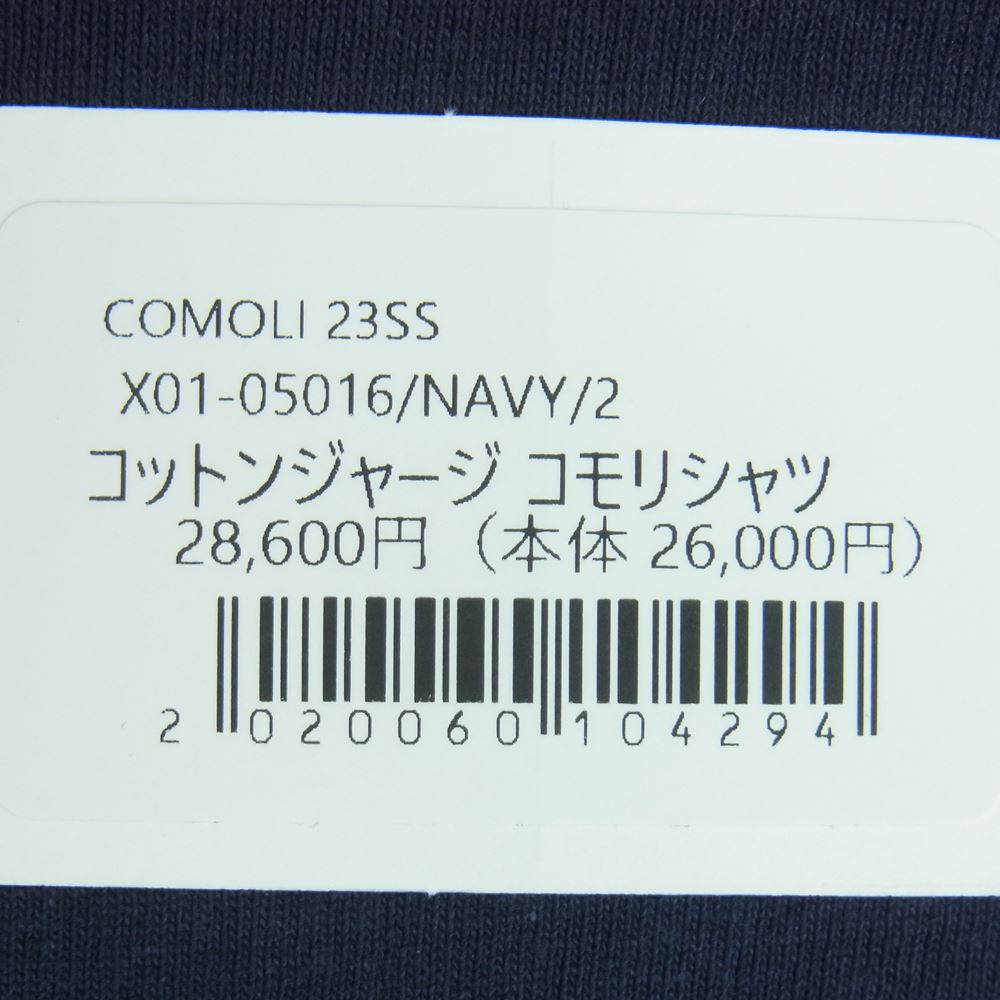 COMOLI 23SS
X01-05016/NAVY/2
コットンジャージ コモリシャツ
28,600円（本体 26,000円）
2 020060 104294